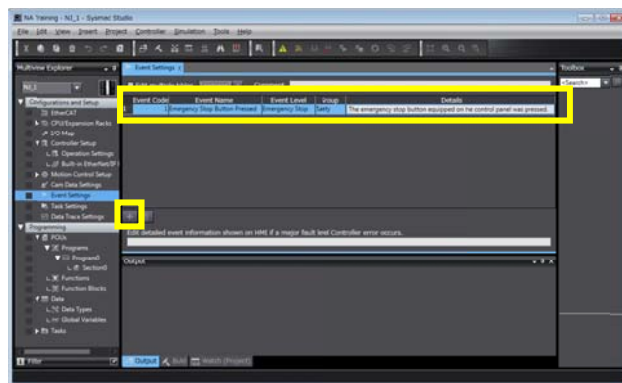 NA Training - NJ_1 - Sysmac Studio
File Edit View Insert Project Controller Simulation Tools Help
Multiview Explorer
Event Settings x
Toolbox
NJ_1
<Search>
Configurations and Setup
EtherCAT
CPU/Expansion Racks
I/O Map
Controller Setup
Operation Settings
Built-in EtherNet/IP
Motion Control Setup
Cam Data Settings
Event Settings
Task Settings
Data Trace Settings
Programming
POUs
Programs
Program0
Section0
Functions
Function Blocks
Data
Data Types
Global Variables
Tasks
Filter
Event Code Event Name Event Level Group Details
1 Emergency Stop Button Pressed Emergency Stop The emergency stop button equipped on he control panel was pressed.
Edit detailed event information shown on HMI if a major fault level Controller error occurs.
Output
Output Build Watch (Project)